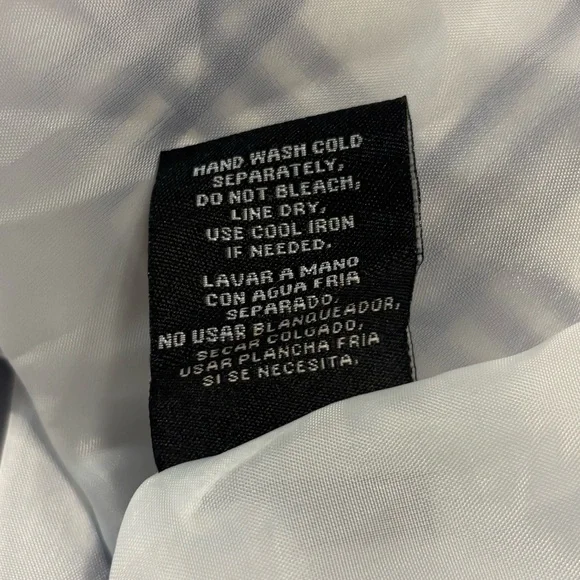 HAND WASH COLD
SEPARATELY,
DO NOT BLEACH,
LINE DRY,
USE COOL IRON
IF NEEDED.
LAVAR A MANO
CON AGUA FRIA
SEPARADO,
NO USAR BLANQUEADOR,
SECAR COLGADO,
USAR PLANCHA FRIA
SI SE NECESITA.